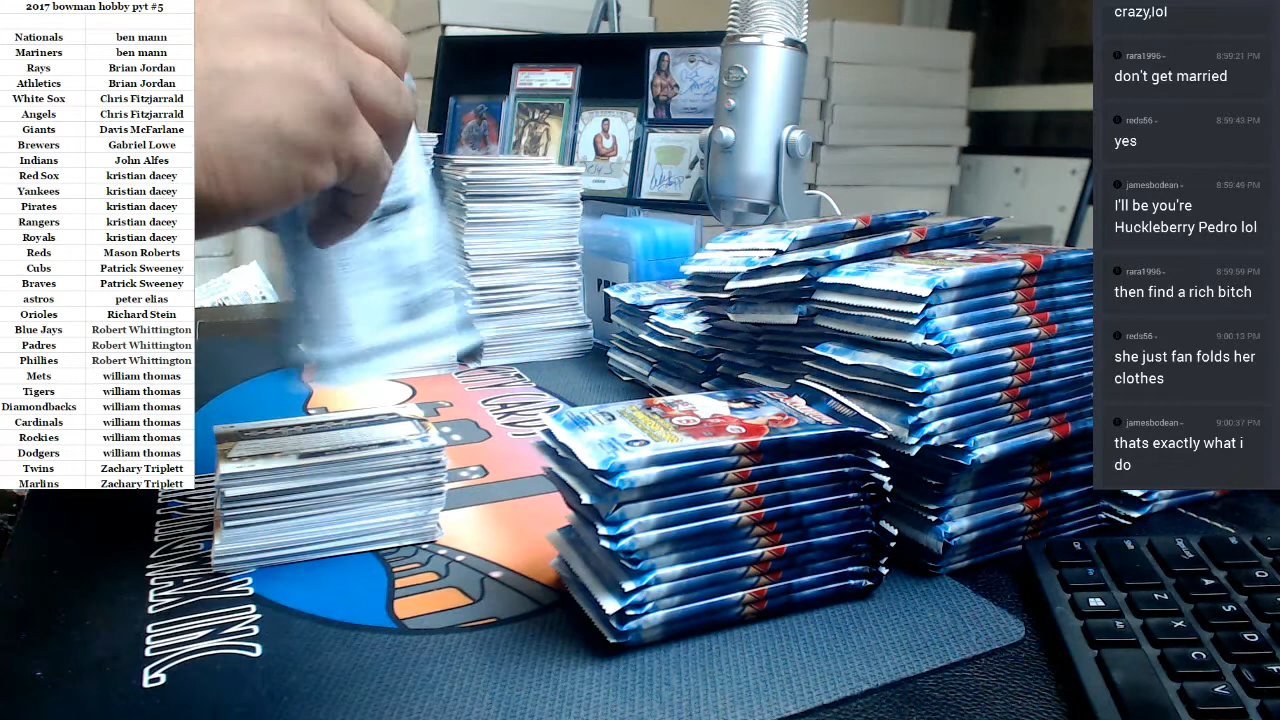 2017 bowman hobby pyt #5
Nationals ben mann
Mariners ben mann
Rays Brian Jordan
Athletics Brian Jordan
White Sox Chris Fitzjarrald
Angels Chris Fitzjarrald
Giants Davis McFarlane
Brewers Gabriel Lowe
Indians John Alfes
Red Sox kristian dacey
Yankees kristian dacey
Pirates kristian dacey
Rangers kristian dacey
Royals kristian dacey
Reds Mason Roberts
Cubs Patrick Sweeney
Braves Patrick Sweeney
astros peter elias
Orioles Richard Stein
Blue Jays Robert Whittington
Padres Robert Whittington
Phillies Robert Whittington
Mets william thomas
Tigers william thomas
Diamondbacks william thomas
Cardinals william thomas
Rockies william thomas
Dodgers william thomas
Twins Zachary Triplett
Marlins Zachary Triplett
crazy,lol
rara1996 8:59:21 PM
don't get married
reds56 8:59:43 PM
yes
jamesbodean 8:59:49 PM
I'll be you're
Huckleberry Pedro lol
rara1996 8:59:59 PM
then find a rich bitch
reds56 9:00:13 PM
she just fan folds her
clothes
jamesbodean 9:00:37 PM
thats exactly what i
do
CARDS
INC
Ctrl
Alt
A
Z
S
X
D
C
F
V